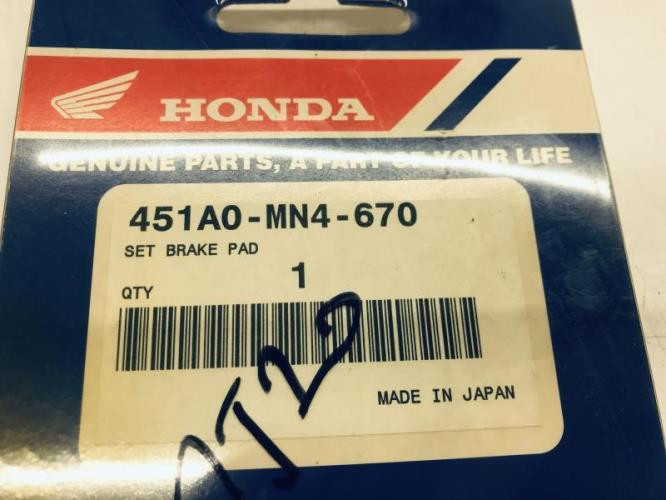 HONDA
GENUINE PARTS, A PART OF YOUR LIFE
451A0-MN4-670
SET BRAKE PAD
1
QTY
MADE IN JAPAN